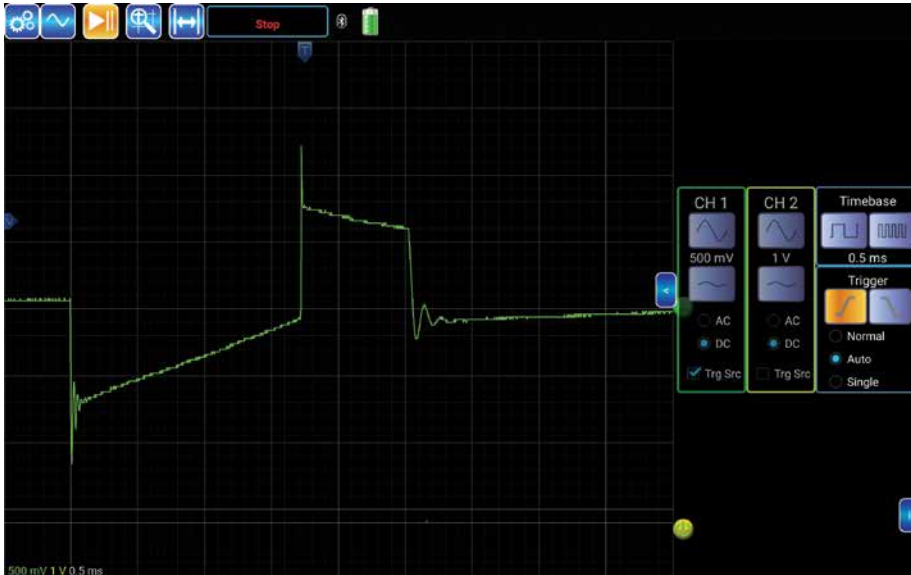 Stop
T
CH 1
CH 2
Timebase
500 mV
1 V
0.5 ms
Trigger
AC
AC
Normal
DC
DC
Auto
Trg Src
Trg Src
Single
500 mV 1 V 0.5 ms